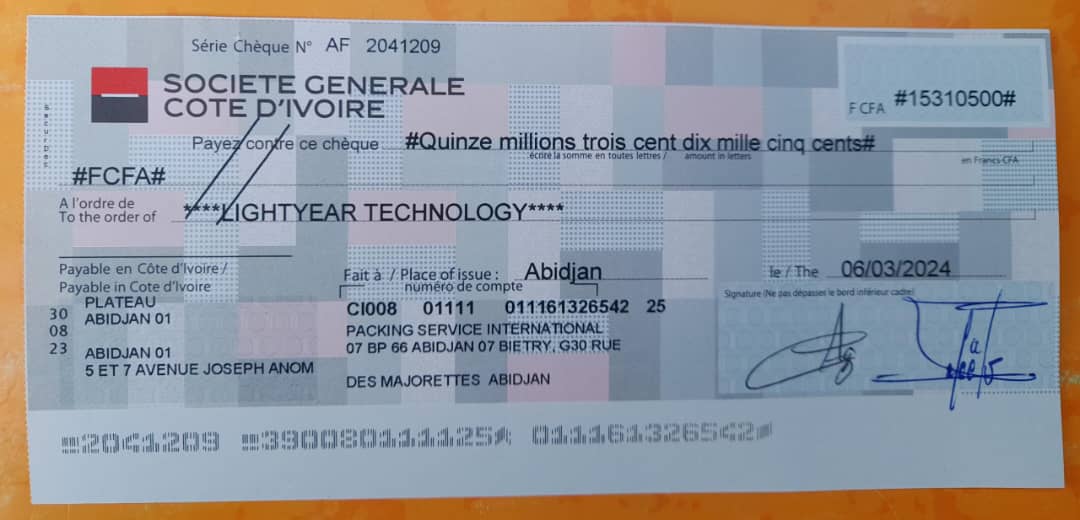 Série Chèque N° AF 2041209
SOCIETE GENERALE
COTE D'IVOIRE
F CFA #15310500#
Payez contre ce chèque #Quinze millions trois cent dix mille cinq cents#
écrire la somme en toutes lettres / amount in letters
en Francs CFA
#FCFA#
A l'ordre de
To the order of ****LIGHTYEAR TECHNOLOGY****
Payable en Côte d'Ivoire /
Payable in Cote d'Ivoire
Fait à / Place of issue : Abidjan le / The 06/03/2024
numéro de compte
Signature (Ne pas dépasser le bord inférieur cadre)
PLATEAU
30 ABIDJAN 01
08
23 ABIDJAN 01
5 ET 7 AVENUE JOSEPH ANOM
CI008 01111 011161326542 25
PACKING SERVICE INTERNATIONAL
07 BP 66 ABIDJAN 07 BIETRY, G30 RUE
DES MAJORETTES ABIDJAN
2041209 390080111125 011161326542